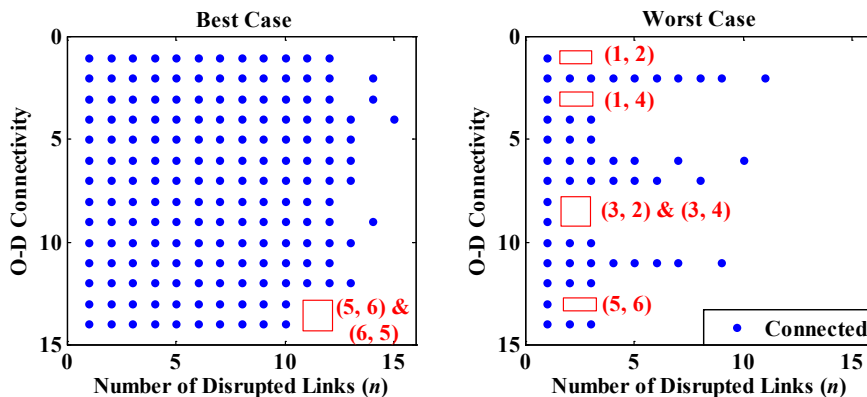 Best Case
0
5
10
15
O-D Connectivity
(5, 6) &
(6, 5)
0
5
10
15
Number of Disrupted Links (n)
Worst Case
0
5
10
15
O-D Connectivity
(1, 2)
(1, 4)
(3, 2) & (3, 4)
(5, 6)
Connected
0
5
10
15
Number of Disrupted Links (n)